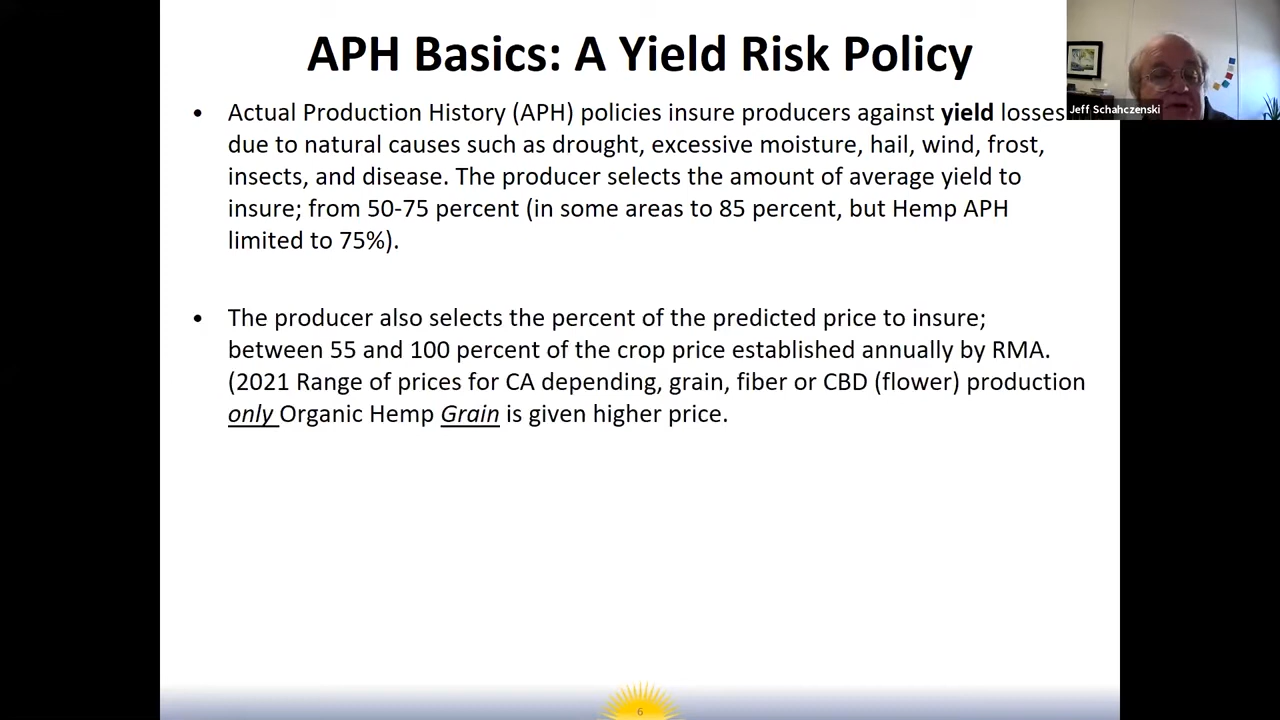 APH Basics: A Yield Risk Policy
• Actual Production History (APH) policies insure producers against yield losses
due to natural causes such as drought, excessive moisture, hail, wind, frost,
insects, and disease. The producer selects the amount of average yield to
insure; from 50-75 percent (in some areas to 85 percent, but Hemp APH
limited to 75%).
• The producer also selects the percent of the predicted price to insure;
between 55 and 100 percent of the crop price established annually by RMA.
(2021 Range of prices for CA depending, grain, fiber or CBD (flower) production
only Organic Hemp Grain is given higher price.
Jeff Schahczenski
6